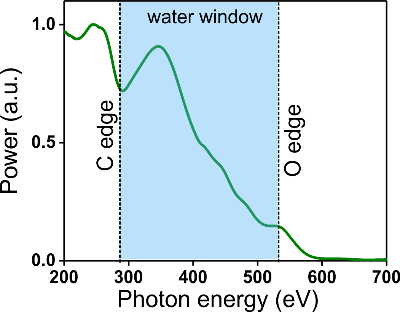 water window
1.0
0.5
0.0
Power (a.u.)
C edge
O edge
200 300 400 500 600 700
Photon energy (eV)